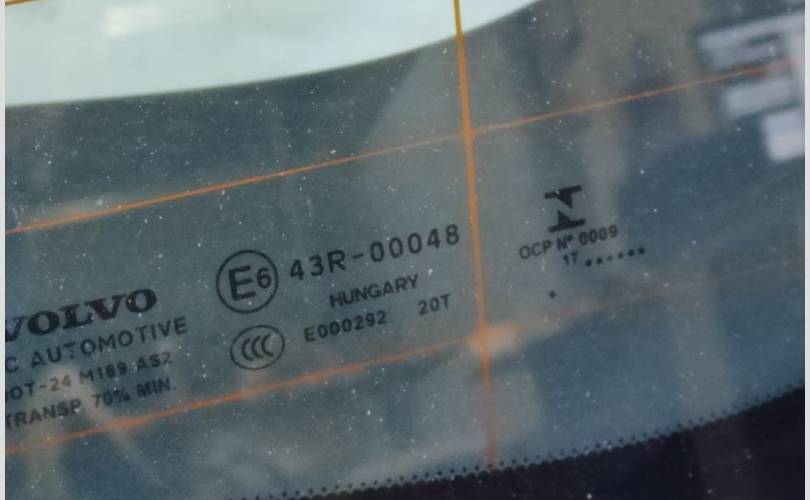 VOLVO
C AUTOMOTIVE
DOT-24 M189 AS2
TRANSP. 70% MIN.
E6 43R-00048
HUNGARY
CCC E000292 20T
OCP Nº 0009
17 .......